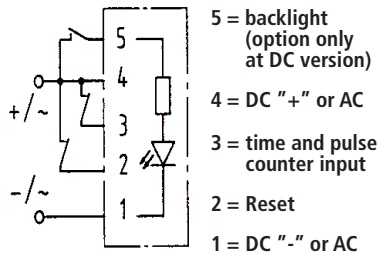 5
4
+/~
3
2
-/~
1
5 = backlight
(option only
at DC version)
4 = DC "+" or AC
3 = time and pulse
counter input
2 = Reset
1 = DC "-" or AC